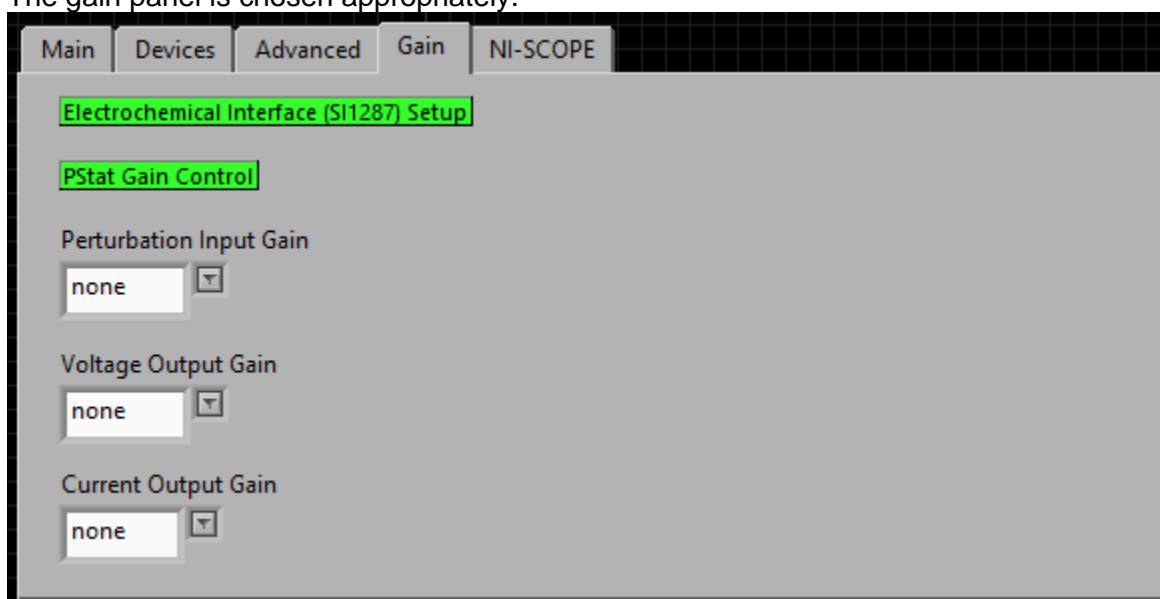 The gain panel is chosen appropriately.
Main Devices Advanced Gain NI-SCOPE
Electrochemical Interface (SI1287) Setup
PStat Gain Control
Perturbation Input Gain
none
Voltage Output Gain
none
Current Output Gain
none